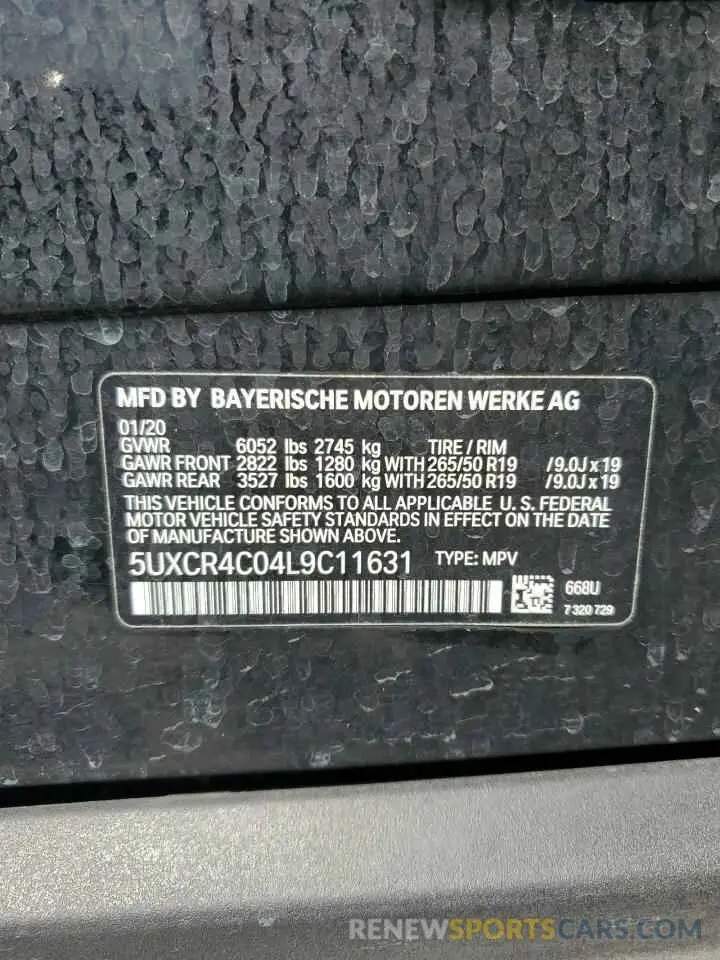 MFD BY BAYERISCHE MOTOREN WERKE AG
01/20
GVWR 6052 lbs 2745 kg TIRE / RIM
GAWR FRONT 2822 lbs 1280 kg WITH 265/50 R19 / 9.0J x 19
GAWR REAR 3527 lbs 1600 kg WITH 265/50 R19 / 9.0J x 19
THIS VEHICLE CONFORMS TO ALL APPLICABLE U. S. FEDERAL
MOTOR VEHICLE SAFETY STANDARDS IN EFFECT ON THE DATE
OF MANUFACTURE SHOWN ABOVE.
5UXCR4C04L9C11631 TYPE: MPV
668U
7 320 729
RENEWSPORTSCARS.COM